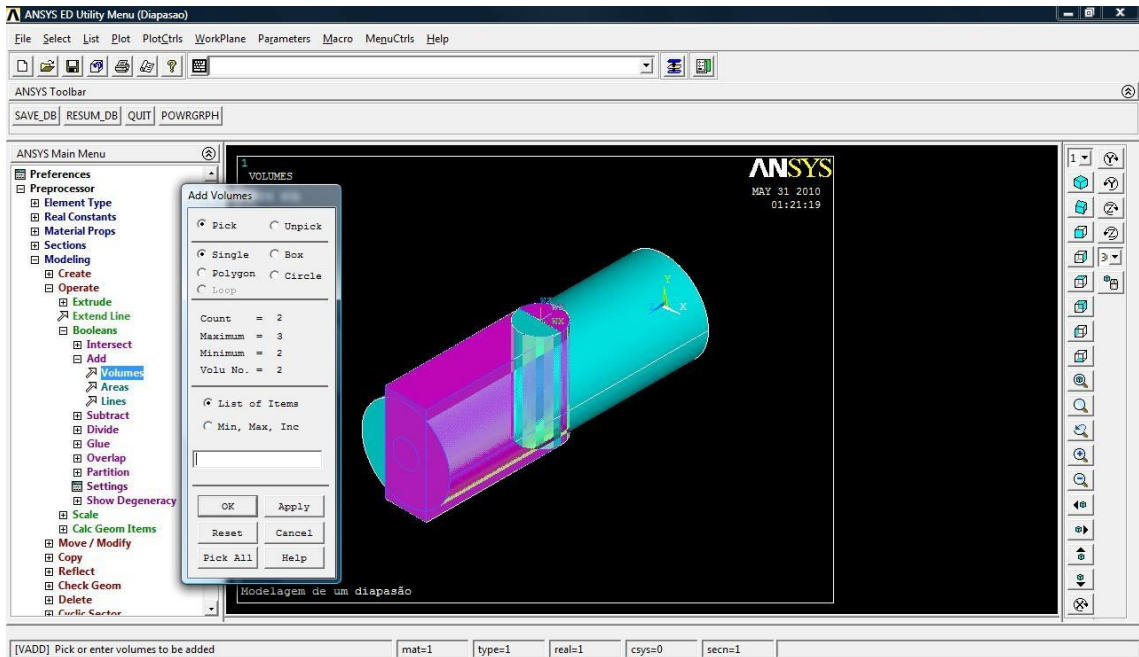 ANSYS ED Utility Menu (Diapasao)
File Select List Plot PlotCtrls WorkPlane Parameters Macro MenuCtrls Help
ANSYS Toolbar
SAVE_DB RESUM_DB QUIT POWRGRPH
ANSYS Main Menu
Preferences
Preprocessor
Element Type
Real Constants
Material Props
Sections
Modeling
Create
Operate
Extrude
Extend Line
Booleans
Intersect
Add
Volumes
Areas
Lines
Subtract
Divide
Glue
Overlap
Partition
Settings
Show Degeneracy
Scale
Calc Geom Items
Move / Modify
Copy
Reflect
Check Geom
Delete
Cyclic Sector
Add Volumes
Pick Unpick
Single Box
Polygon Circle
Loop
Count = 2
Maximum = 3
Minimum = 2
Volu No. = 2
List of Items
Min, Max, Inc
OK Apply
Reset Cancel
Pick All Help
1
VOLUMES
ANSYS
MAY 31 2010
01:21:19
Y
X
WX
Modelagem de um diapasão
1
[VADD] Pick or enter volumes to be added
mat=1 type=1 real=1 csys=0 secn=1